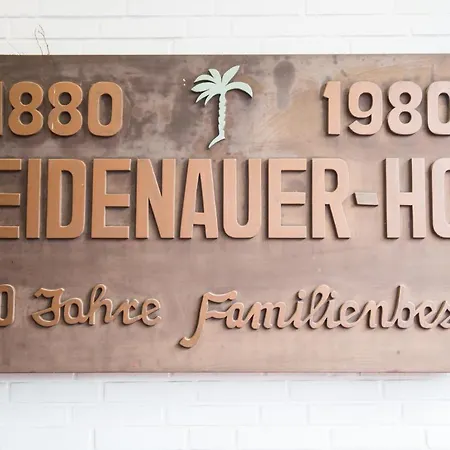 1880 1980
EIDENAUER-HO
0 Jahre Familienbes